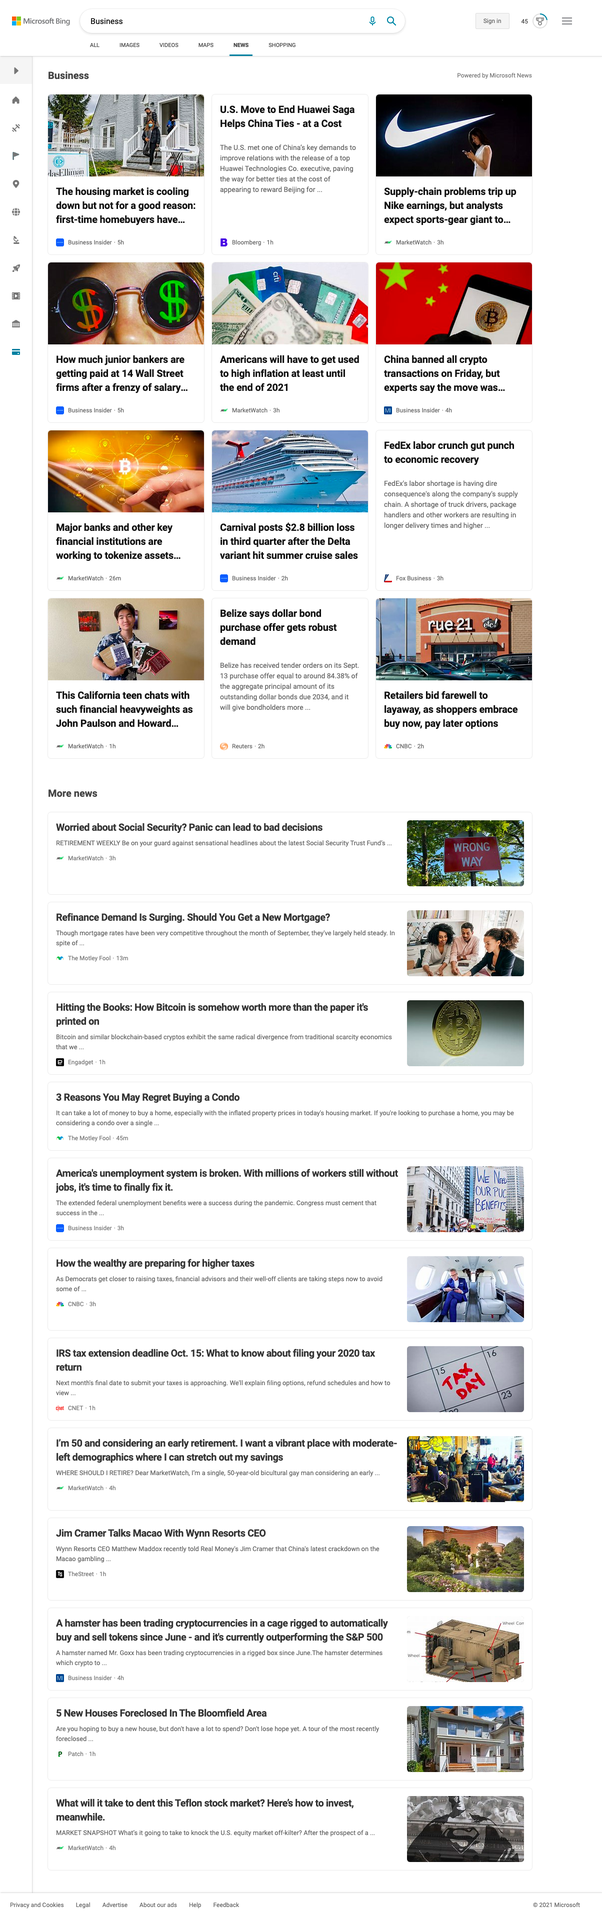 Microsoft Bing
Business
Sign in
45
ALL
IMAGES
VIDEOS
MAPS
NEWS
SHOPPING
Business
Powered by Microsoft News
The housing market is cooling
down but not for a good reason:
first-time homebuyers have...
Business Insider · 5h
U.S. Move to End Huawei Saga
Helps China Ties - at a Cost
The U.S. met one of China's key demands to
improve relations with the release of a top
Huawei Technologies Co. executive, paving
the way for better ties at the cost of
appearing to reward Beijing for ...
Bloomberg · 1h
Supply-chain problems trip up
Nike earnings, but analysts
expect sports-gear giant to...
MarketWatch · 3h
How much junior bankers are
getting paid at 14 Wall Street
firms after a frenzy of salary...
Business Insider · 5h
citi
Americans will have to get used
to high inflation at least until
the end of 2021
MarketWatch · 3h
China banned all crypto
transactions on Friday, but
experts say the move was...
Business Insider · 4h
Major banks and other key
financial institutions are
working to tokenize assets...
MarketWatch · 26m
Carnival posts $2.8 billion loss
in third quarter after the Delta
variant hit summer cruise sales
Business Insider · 2h
FedEx labor crunch gut punch
to economic recovery
FedEx's labor shortage is having dire
consequence's along the company's supply
chain. A shortage of truck drivers, package
handlers and other workers are resulting in
longer delivery times and higher ...
Fox Business · 3h
This California teen chats with
such financial heavyweights as
John Paulson and Howard...
MarketWatch · 1h
Belize says dollar bond
purchase offer gets robust
demand
Belize has received tender orders on its Sept.
13 purchase offer equal to around 84.38% of
the aggregate principal amount of its
outstanding dollar bonds due 2034, and it
will give bondholders more ...
Reuters · 2h
rue21 etc!
Retailers bid farewell to
layaway, as shoppers embrace
buy now, pay later options
CNBC · 2h
More news
Worried about Social Security? Panic can lead to bad decisions
RETIREMENT WEEKLY Be on your guard against sensational headlines about the latest Social Security Trust Fund's ...
MarketWatch · 3h
WRONG
WAY
Refinance Demand Is Surging. Should You Get a New Mortgage?
Though mortgage rates have been very competitive throughout the month of September, they've largely held steady. In
spite of ...
The Motley Fool · 13m
Hitting the Books: How Bitcoin is somehow worth more than the paper it's
printed on
Bitcoin and similar blockchain-based cryptos exhibit the same radical divergence from traditional scarcity economics
that we ...
Engadget · 1h
3 Reasons You May Regret Buying a Condo
It can take a lot of money to buy a home, especially with the inflated property prices in today's housing market. If you're looking to purchase a home, you may be
considering a condo over a single ...
The Motley Fool · 45m
America's unemployment system is broken. With millions of workers still without
jobs, it's time to finally fix it.
The extended federal unemployment benefits were a success during the pandemic. Congress must cement that
success in the ...
Business Insider · 3h
WE NEED
OUR PUC
BENEFITS
How the wealthy are preparing for higher taxes
As Democrats get closer to raising taxes, financial advisors and their well-off clients are taking steps now to avoid
some of ...
CNBC · 3h
IRS tax extension deadline Oct. 15: What to know about filing your 2020 tax
return
Next month's final date to submit your taxes is approaching. We'll explain filing options, refund schedules and how to
view ...
CNET · 1h
15
16
TAX
DAY
22
23
I'm 50 and considering an early retirement. I want a vibrant place with moderate-
left demographics where I can stretch out my savings
WHERE SHOULD I RETIRE? Dear MarketWatch, I'm a single, 50-year-old bicultural gay man considering an early ...
MarketWatch · 4h
Jim Cramer Talks Macao With Wynn Resorts CEO
Wynn Resorts CEO Matthew Maddox recently told Real Money's Jim Cramer that China's latest crackdown on the
Macao gambling ...
TheStreet · 1h
A hamster has been trading cryptocurrencies in a cage rigged to automatically
buy and sell tokens since June - and it's currently outperforming the S&P 500
A hamster named Mr. Goxx has been trading cryptocurrencies in a rigged box since June.The hamster determines
which crypto to ...
Business Insider · 4h
Wheel Cam
Wheel
5 New Houses Foreclosed In The Bloomfield Area
Are you hoping to buy a new house, but don't have a lot to spend? Don't lose hope yet. A tour of the most recently
foreclosed ...
Patch · 1h
What will it take to dent this Teflon stock market? Here's how to invest,
meanwhile.
MARKET SNAPSHOT What's it going to take to knock the U.S. equity market off-kilter? After the prospect of a ...
MarketWatch · 4h
Privacy and Cookies
Legal
Advertise
About our ads
Help
Feedback
© 2021 Microsoft